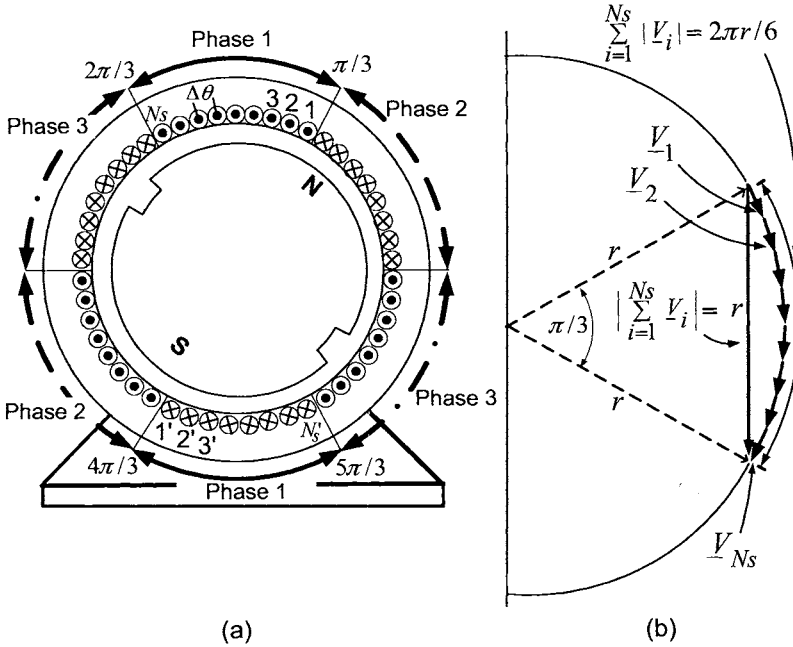 Phase 1
2π/3
π/3
Δθ
Ns
3 2 1
Phase 3
Phase 2
N
S
Phase 2
Phase 3
1' 2' 3'
Ns'
4π/3
5π/3
Phase 1
(a)
Ns
∑ |V_i| = 2πr/6
i=1
V_1
V_2
r
π/3
Ns
|∑ V_i| = r
i=1
r
V_Ns
(b)